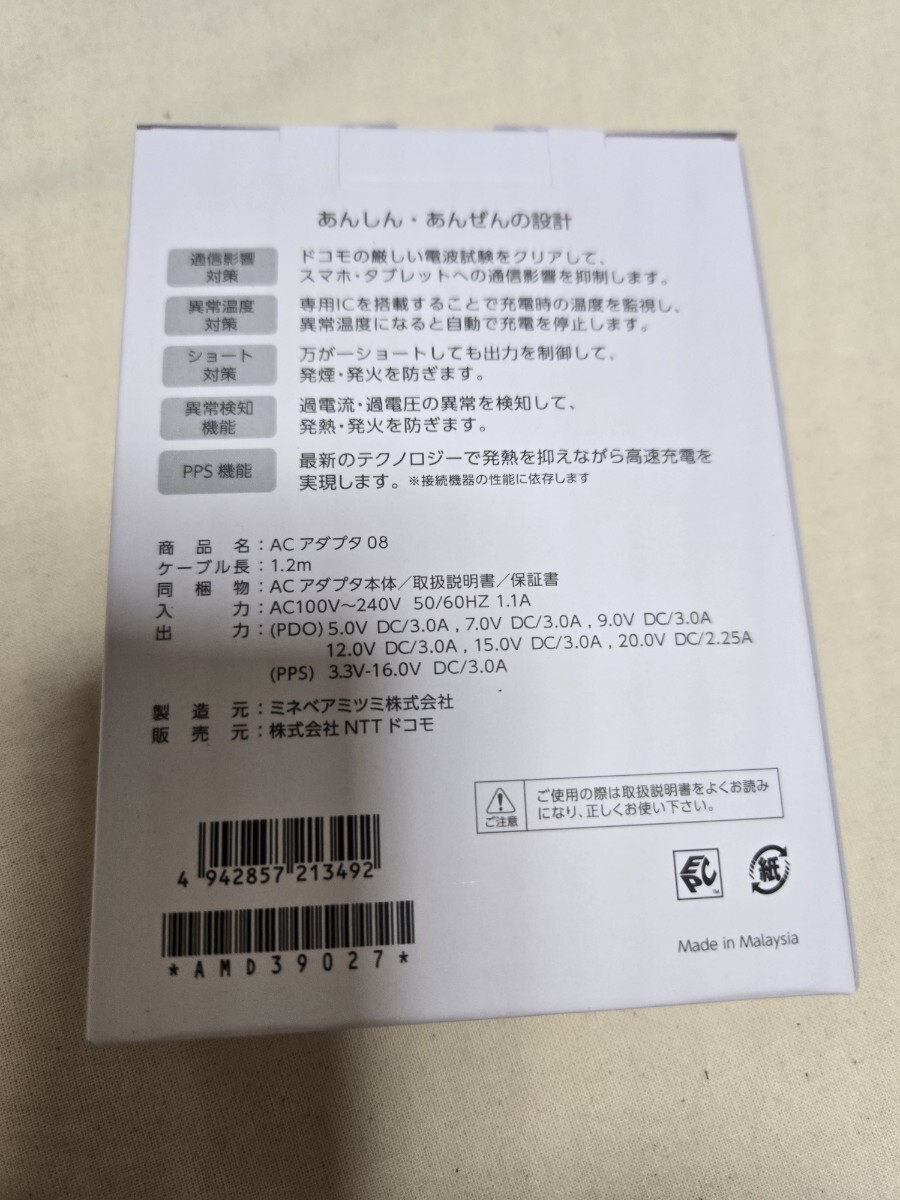 あんしん・あんぜんの設計
通信影響
対策
ドコモの厳しい電波試験をクリアして、
スマホ・タブレットへの通信影響を抑制します。
異常温度
対策
専用ICを搭載することで充電時の温度を監視し、
異常温度になると自動で充電を停止します。
ショート
対策
万が一ショートしても出力を制御して、
発煙・発火を防ぎます。
異常検知
機能
過電流・過電圧の異常を検知して、
発熱・発火を防ぎます。
PPS 機能
最新のテクノロジーで発熱を抑えながら高速充電を
実現します。※接続機器の性能に依存します
商品名：AC アダプタ 08
ケーブル長：1.2m
同梱物：AC アダプタ本体／取扱説明書／保証書
入力：AC100V～240V 50/60HZ 1.1A
出力：(PDO) 5.0V DC/3.0A , 7.0V DC/3.0A , 9.0V DC/3.0A
12.0V DC/3.0A , 15.0V DC/3.0A , 20.0V DC/2.25A
(PPS) 3.3V-16.0V DC/3.0A
製造元：ミネベアミツミ株式会社
販売元：株式会社 NTT ドコモ
ご注意
ご使用の際は取扱説明書をよくお読み
になり、正しくお使い下さい。
4 942857 213492
*AMD39027*
EPC TM
紙
Made in Malaysia